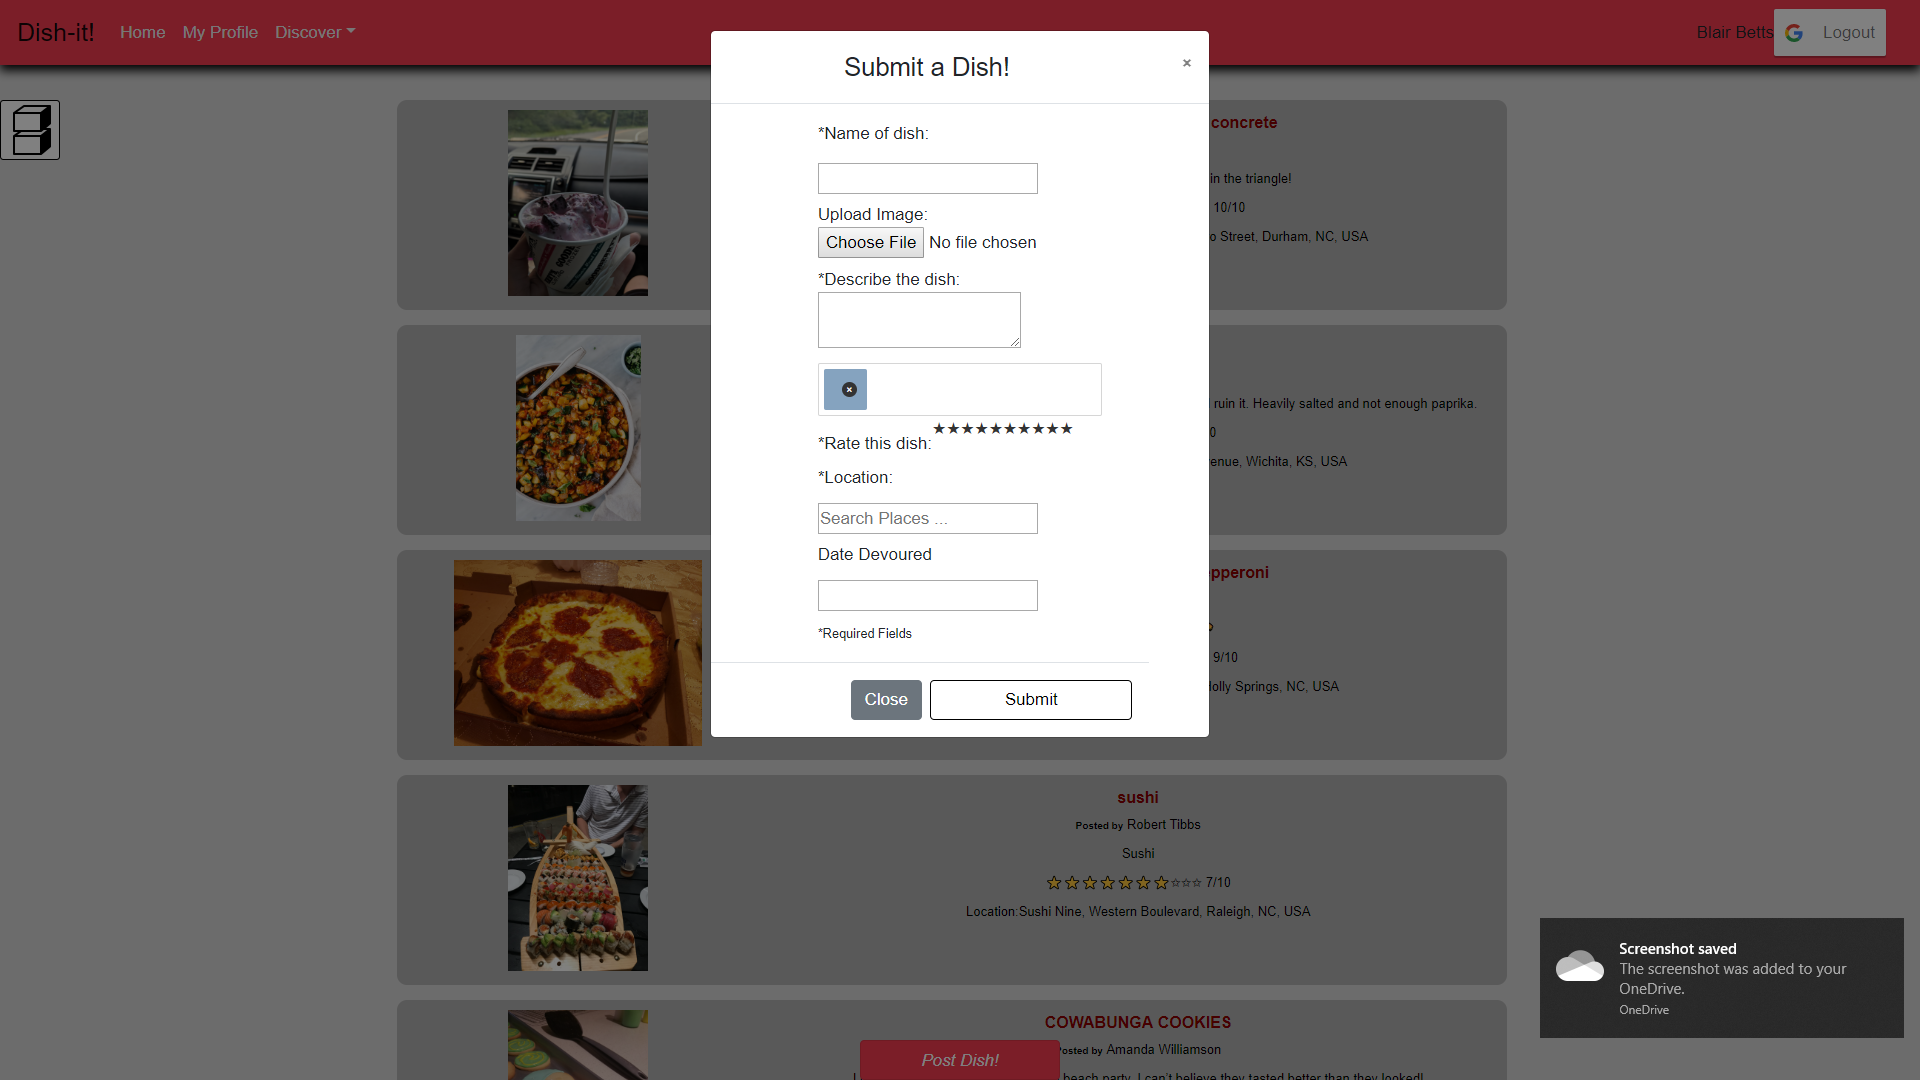 Dish-it! Home My Profile Discover Blair Betts Logout
Submit a Dish! ×
*Name of dish:
Upload Image:
Choose File No file chosen
*Describe the dish:
★★★★★★★★★★
*Rate this dish:
*Location:
Search Places ...
Date Devoured
*Required Fields
Close Submit
concrete
in the triangle!
10/10
o Street, Durham, NC, USA
ruin it. Heavily salted and not enough paprika.
0
enue, Wichita, KS, USA
epperoni
9/10
Holly Springs, NC, USA
sushi
Posted by Robert Tibbs
Sushi
7/10
Location:Sushi Nine, Western Boulevard, Raleigh, NC, USA
COWABUNGA COOKIES
Posted by Amanda Williamson
beach party. I can't believe they tasted better than they looked!
Post Dish!
Screenshot saved
The screenshot was added to your
OneDrive.
OneDrive